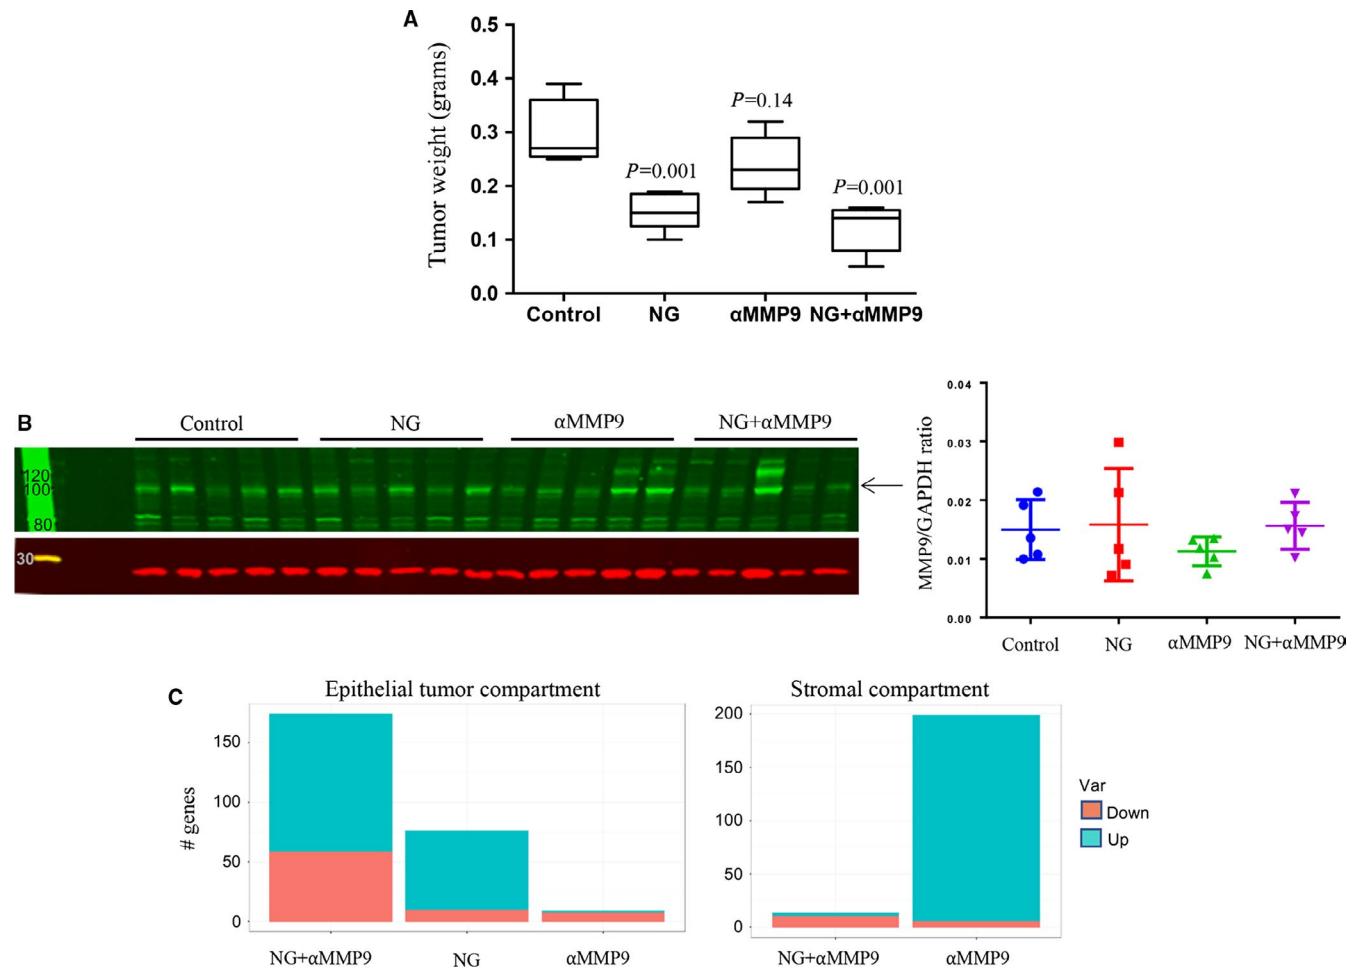 A
Tumor weight (grams)
0.5
0.4
0.3
0.2
0.1
0.0
P=0.001
P=0.14
P=0.001
Control NG αMMP9 NG+αMMP9
B
Control NG αMMP9 NG+αMMP9
120
100
80
30
MMP9/GAPDH ratio
0.04
0.03
0.02
0.01
0.00
Control NG αMMP9 NG+αMMP9
C
Epithelial tumor compartment
# genes
150
100
50
0
NG+αMMP9 NG αMMP9
Stromal compartment
200
150
100
50
0
NG+αMMP9 αMMP9
Var
Down
Up